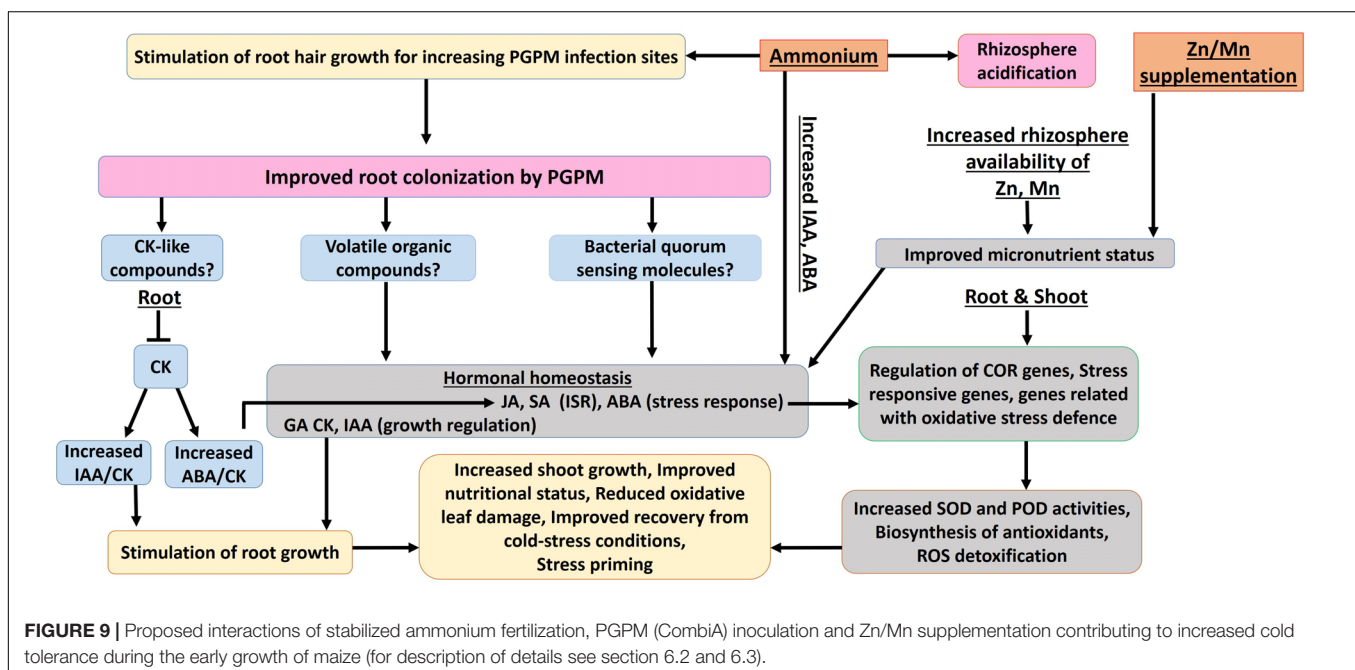 Stimulation of root hair growth for increasing PGPM infection sites
Ammonium
Rhizosphere
acidification
Zn/Mn
supplementation
Increased IAA, ABA
Increased rhizosphere
availability of
Zn, Mn
Improved root colonization by PGPM
CK-like
compounds?
Volatile organic
compounds?
Bacterial quorum
sensing molecules?
Improved micronutrient status
Root
Root & Shoot
CK
Hormonal homeostasis
JA, SA (ISR), ABA (stress response)
GA CK, IAA (growth regulation)
Regulation of COR genes, Stress
responsive genes, genes related
with oxidative stress defence
Increased
IAA/CK
Increased
ABA/CK
Increased shoot growth, Improved
nutritional status, Reduced oxidative
leaf damage, Improved recovery from
cold-stress conditions,
Stress priming
Increased SOD and POD activities,
Biosynthesis of antioxidants,
ROS detoxification
Stimulation of root growth
FIGURE 9 | Proposed interactions of stabilized ammonium fertilization, PGPM (CombiA) inoculation and Zn/Mn supplementation contributing to increased cold
tolerance during the early growth of maize (for description of details see section 6.2 and 6.3).